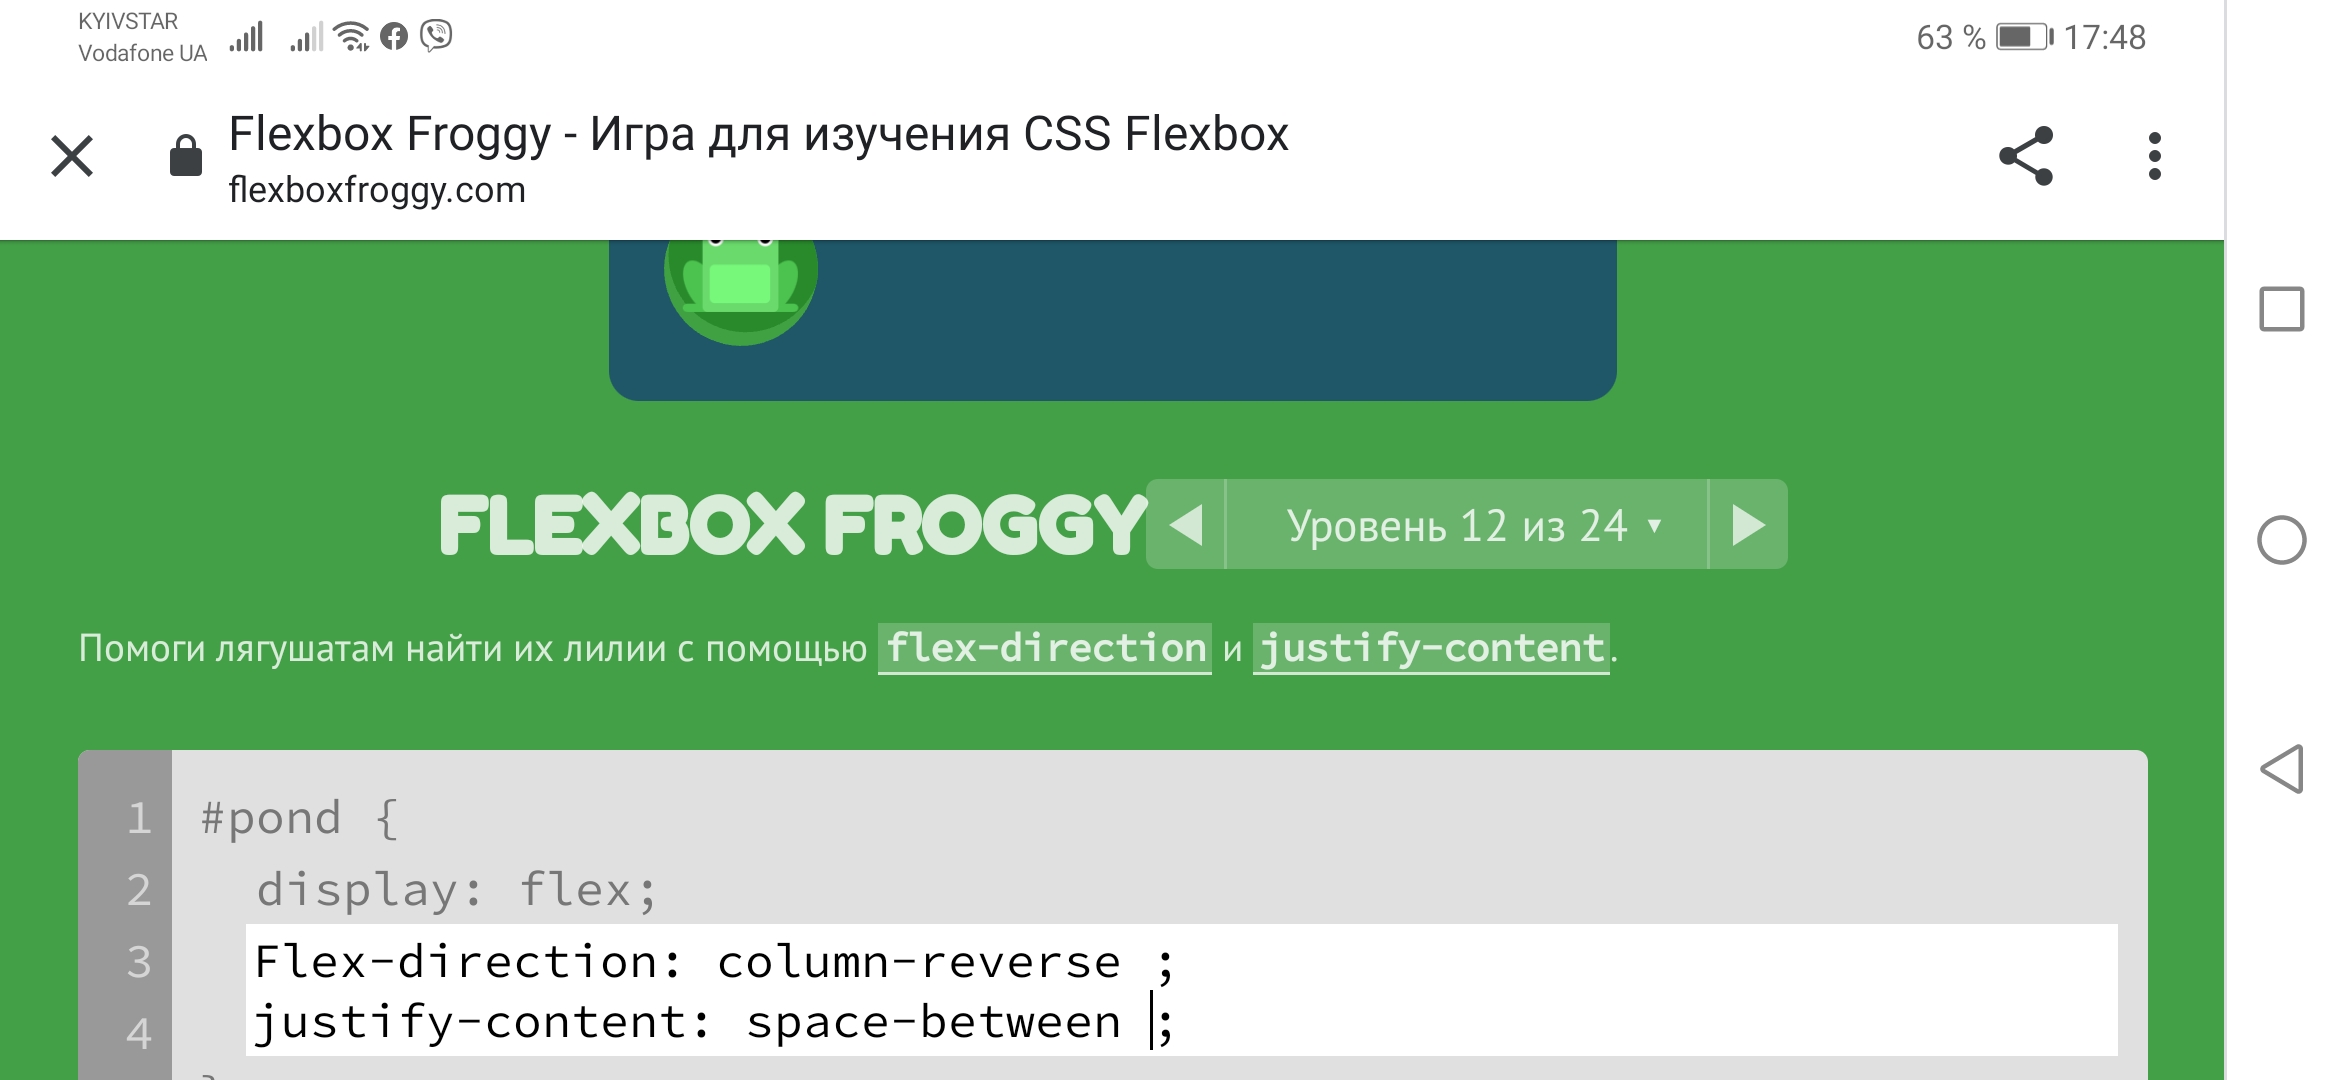 KYIVSTAR
Vodafone UA
63 % 17:48
Flexbox Froggy - Игра для изучения CSS Flexbox
flexboxfroggy.com
FLEXBOX FROGGY
Уровень 12 из 24 ▾
Помоги лягушатам найти их лилии с помощью flex-direction и justify-content.
1 #pond {
2 display: flex;
3 Flex-direction: column-reverse ;
4 justify-content: space-between ;